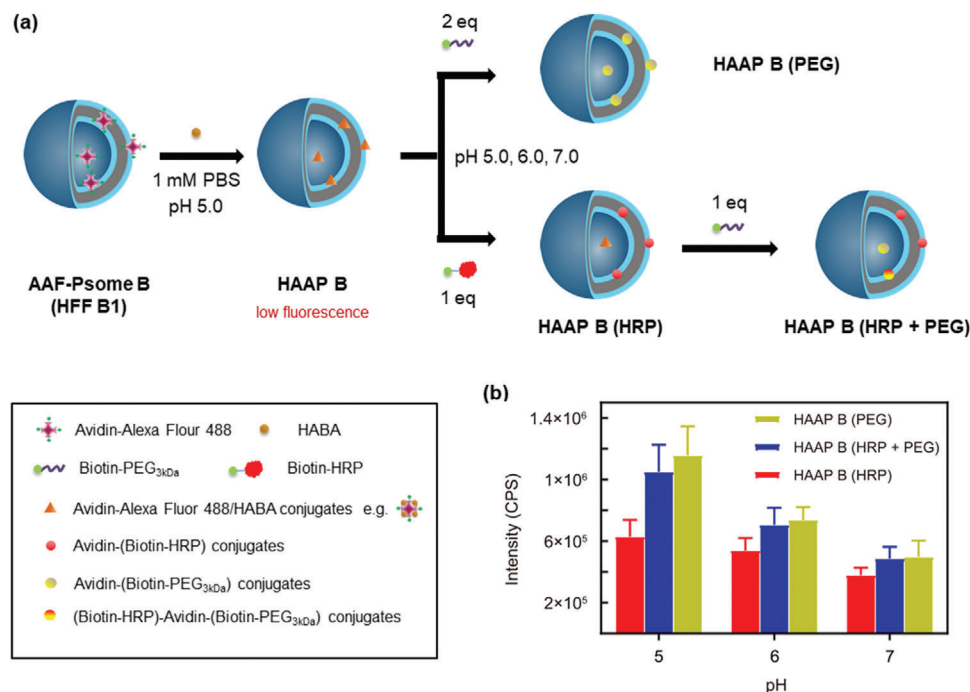 (a)
2 eq
HAAP B (PEG)
1 mM PBS
pH 5.0
pH 5.0, 6.0, 7.0
1 eq
AAF-Psome B
(HFF B1)
HAAP B
low fluorescence
1 eq
HAAP B (HRP)
HAAP B (HRP + PEG)
Avidin-Alexa Flour 488
HABA
Biotin-PEG3kDa
Biotin-HRP
Avidin-Alexa Fluor 488/HABA conjugates e.g.
Avidin-(Biotin-HRP) conjugates
Avidin-(Biotin-PEG3kDa) conjugates
(Biotin-HRP)-Avidin-(Biotin-PEG3kDa) conjugates
(b)
Intensity (CPS)
1.4×10⁶
1×10⁶
6×10⁵
2×10⁵
HAAP B (PEG)
HAAP B (HRP + PEG)
HAAP B (HRP)
5
6
7
pH